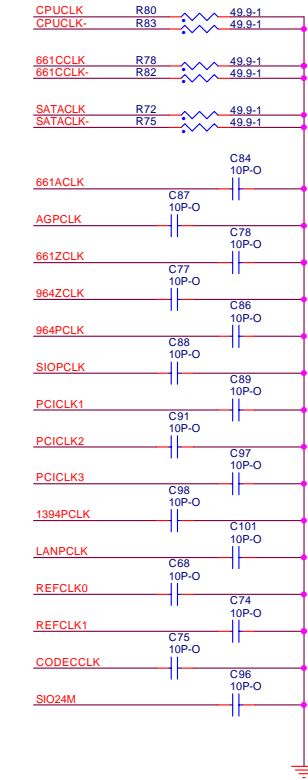 CPUCLK R80 49.9-1
CPUCLK- R83 49.9-1
661CCLK R78 49.9-1
661CCLK- R82 49.9-1
SATACLK R72 49.9-1
SATACLK- R75 49.9-1
C84
10P-O
661ACLK
C87
10P-O
AGPCLK
C78
10P-O
661ZCLK
C77
10P-O
964ZCLK
C86
10P-O
964PCLK
C88
10P-O
SIOPCLK
C89
10P-O
PCICLK1
C91
10P-O
PCICLK2
C97
10P-O
PCICLK3
C98
10P-O
1394PCLK
C101
10P-O
LANPCLK
C68
10P-O
REFCLK0
C74
10P-O
REFCLK1
C75
10P-O
CODECCLK
C96
10P-O
SIO24M